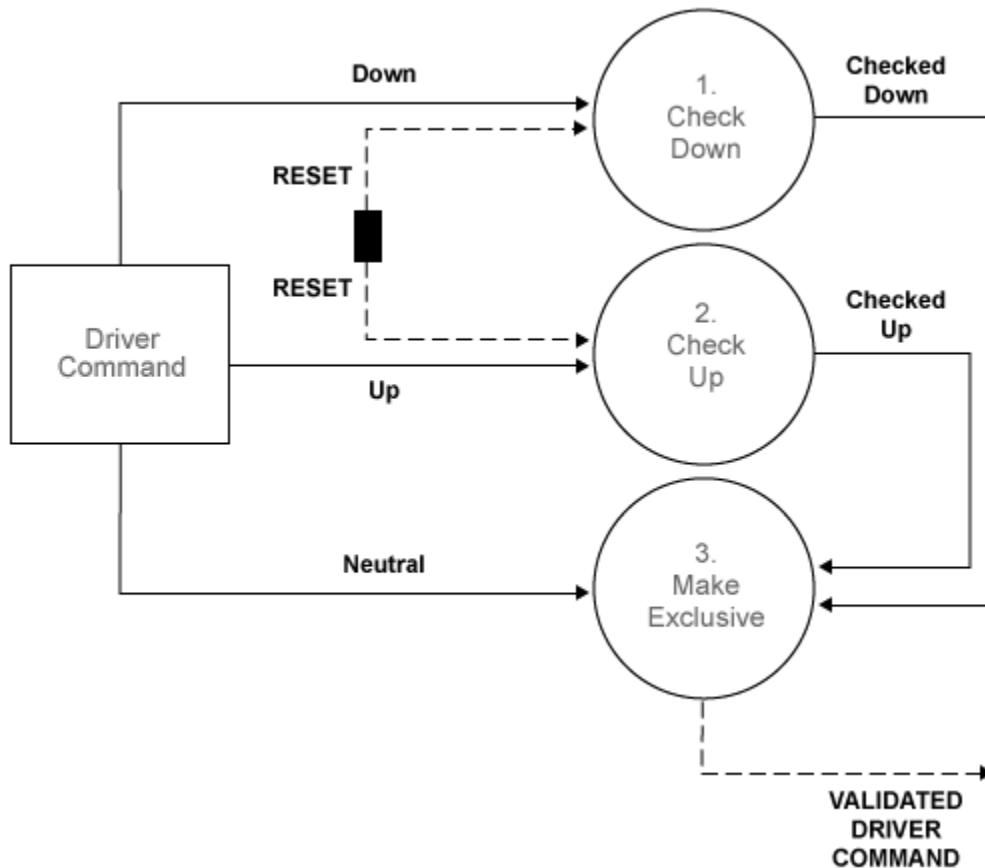 Down
Checked
Down
1.
Check
Down
RESET
RESET
Driver
Command
Up
2.
Check
Up
Checked
Up
Neutral
3.
Make
Exclusive
VALIDATED
DRIVER
COMMAND